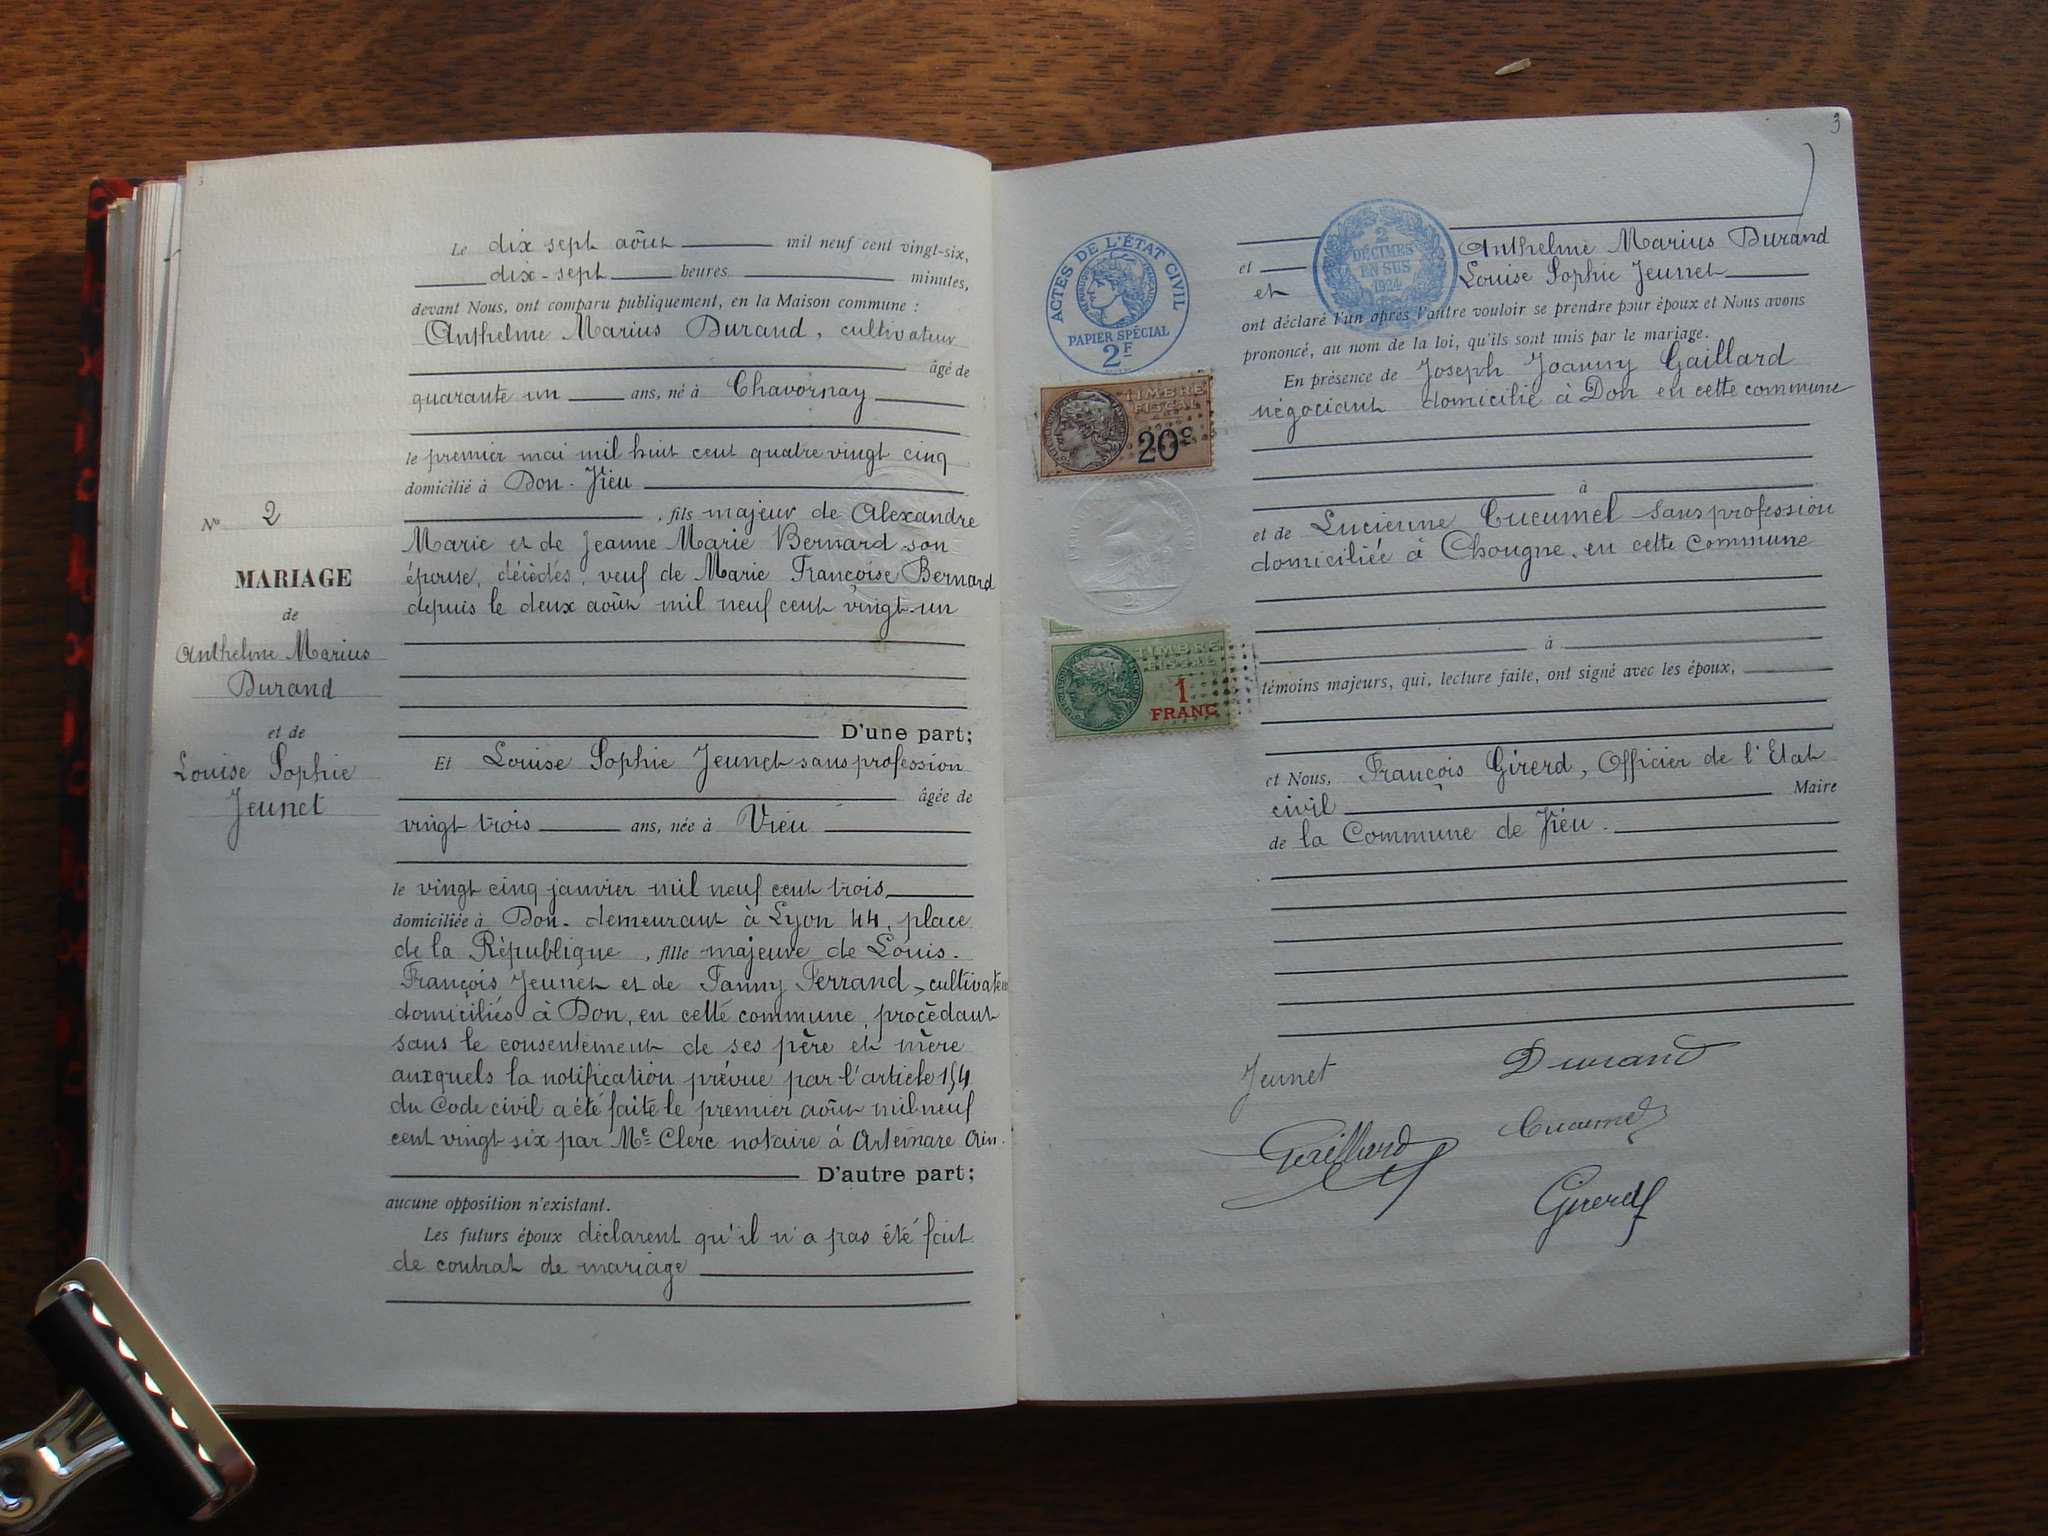 Le dix sept août mil neuf cent vingt-six,
dix-sept heures minutes,
devant Nous, ont comparu publiquement, en la Maison commune :
Anthelme Marius Durand, cultivateur
âgé de
quarante un ans, né à Chavornay
le premier mai mil huit cent quatre vingt cinq
domicilié à Don-Vieu
, fils majeur de Alexandre
Marie et de Jeanne Marie Bernard son
épouse, décédés, veuf de Marie Françoise Bernard
depuis le deux août mil neuf cent vingt-un
D'une part;
Et Louise Sophie Jeunet sans profession
âgée de
vingt trois ans, née à Vieu
le vingt cinq janvier mil neuf cent trois
domiciliée à Don. demeurant à Lyon 44, place
de la République, fille majeure de Louis-
François Jeunet et de Fanny Ferrand, cultivateurs
domiciliés à Don, en cette commune, procédant
sans le consentement de ses père et mère
auxquels la notification prévue par l'article 154
du Code civil a été faite le premier août mil neuf
cent vingt six par Me Clerc notaire à Artemare Ain.
D'autre part;
aucune opposition n'existant.
Les futurs époux déclarent qu'il n'a pas été fait
de contrat de mariage
No 2
MARIAGE
de
Anthelme Marius
Durand
et de
Louise Sophie
Jeunet
3
ACTES DE L'ÉTAT CIVIL
PAPIER SPÉCIAL
2F
2
DÉCIMES
EN SUS
1924
TIMBRE
FISCAL
20c
TIMBRE
FISCAL
1
FRANC
et Anthelme Marius Durand
et Louise Sophie Jeunet
ont déclaré l'un après l'autre vouloir se prendre pour époux et Nous avons
prononcé, au nom de la loi, qu'ils sont unis par le mariage.
En présence de Joseph Joanny Gaillard
négociant domicilié à Don en cette commune
à
et de Lucienne Cucumel sans profession
domiciliée à Chougne, en cette commune
à
témoins majeurs, qui, lecture faite, ont signé avec les époux,
et Nous, François Girerd, Officier de l'Etat
civil Maire
de la Commune de Vieu.
Jeunet Durand
Gaillard Cucumel
Girerd